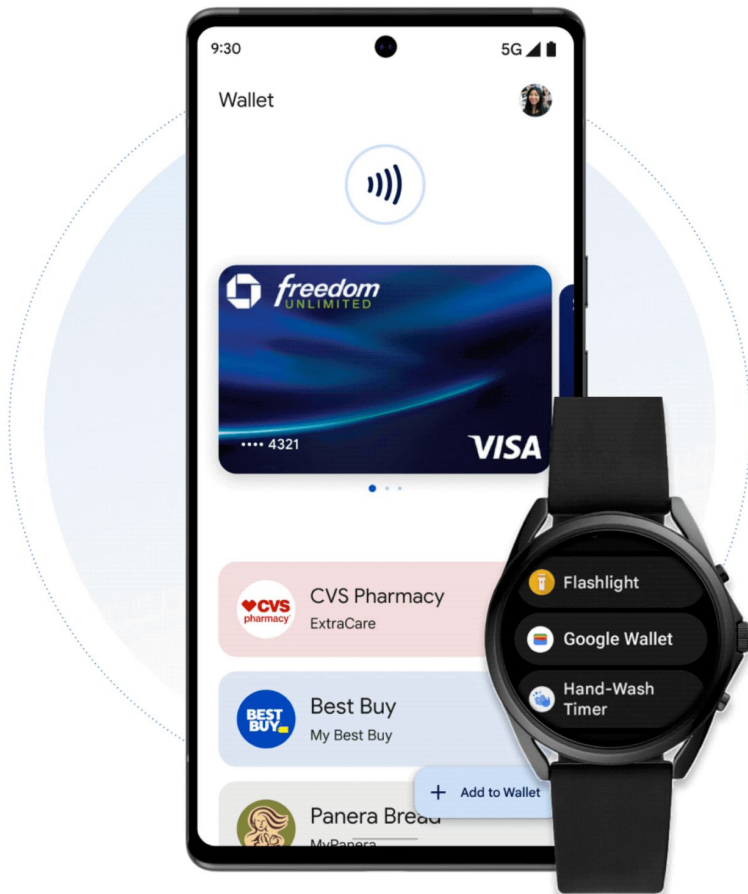 9:30
5G
Wallet
freedom
UNLIMITED
•••• 4321
VISA
CVS Pharmacy
ExtraCare
CVS
pharmacy
Best Buy
My Best Buy
BEST
BUY
Panera Bread
MyPanera
+ Add to Wallet
Flashlight
Google Wallet
Hand-Wash
Timer